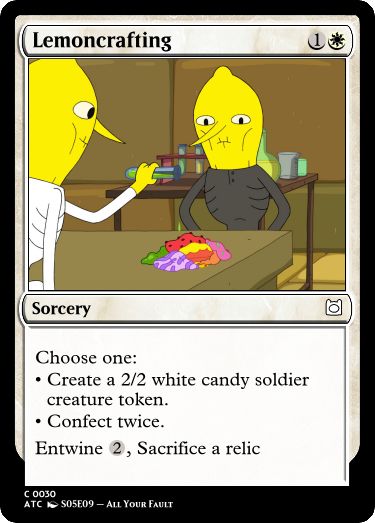 Lemoncrafting 1
Sorcery
Choose one:
• Create a 2/2 white candy soldier
creature token.
• Confect twice.
Entwine 2, Sacrifice a relic
C 0030
ATC S05E09 — All Your Fault